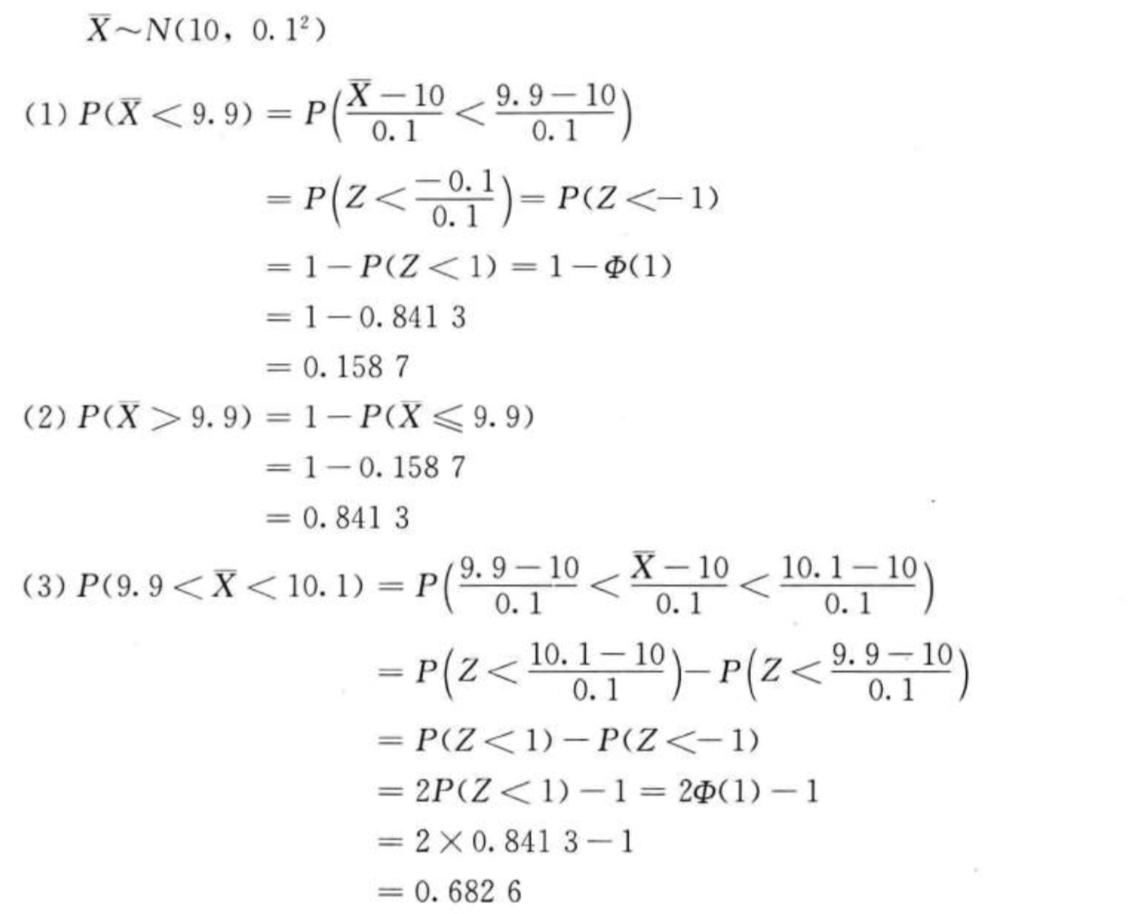 X̄～N(10, 0.1²)
(1) P(X̄ < 9.9) = P((X̄ − 10)/0.1 < (9.9 − 10)/0.1)
= P(Z < (−0.1)/0.1) = P(Z < −1)
= 1 − P(Z < 1) = 1 − Φ(1)
= 1 − 0.841 3
= 0.158 7
(2) P(X̄ > 9.9) = 1 − P(X̄ ⩽ 9.9)
= 1 − 0.158 7
= 0.841 3
(3) P(9.9 < X̄ < 10.1) = P((9.9 − 10)/0.1 < (X̄ − 10)/0.1 < (10.1 − 10)/0.1)
= P(Z < (10.1 − 10)/0.1) − P(Z < (9.9 − 10)/0.1)
= P(Z < 1) − P(Z < −1)
= 2P(Z < 1) − 1 = 2Φ(1) − 1
= 2 × 0.841 3 − 1
= 0.682 6